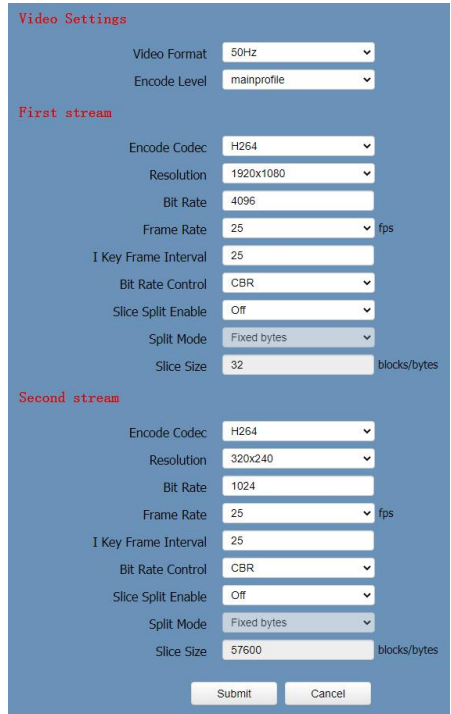 Video Settings
Video Format 50Hz
Encode Level mainprofile
First stream
Encode Codec H264
Resolution 1920x1080
Bit Rate 4096
Frame Rate 25 fps
I Key Frame Interval 25
Bit Rate Control CBR
Slice Split Enable Off
Split Mode Fixed bytes
Slice Size 32 blocks/bytes
Second stream
Encode Codec H264
Resolution 320x240
Bit Rate 1024
Frame Rate 25 fps
I Key Frame Interval 25
Bit Rate Control CBR
Slice Split Enable Off
Split Mode Fixed bytes
Slice Size 57600 blocks/bytes
Submit Cancel